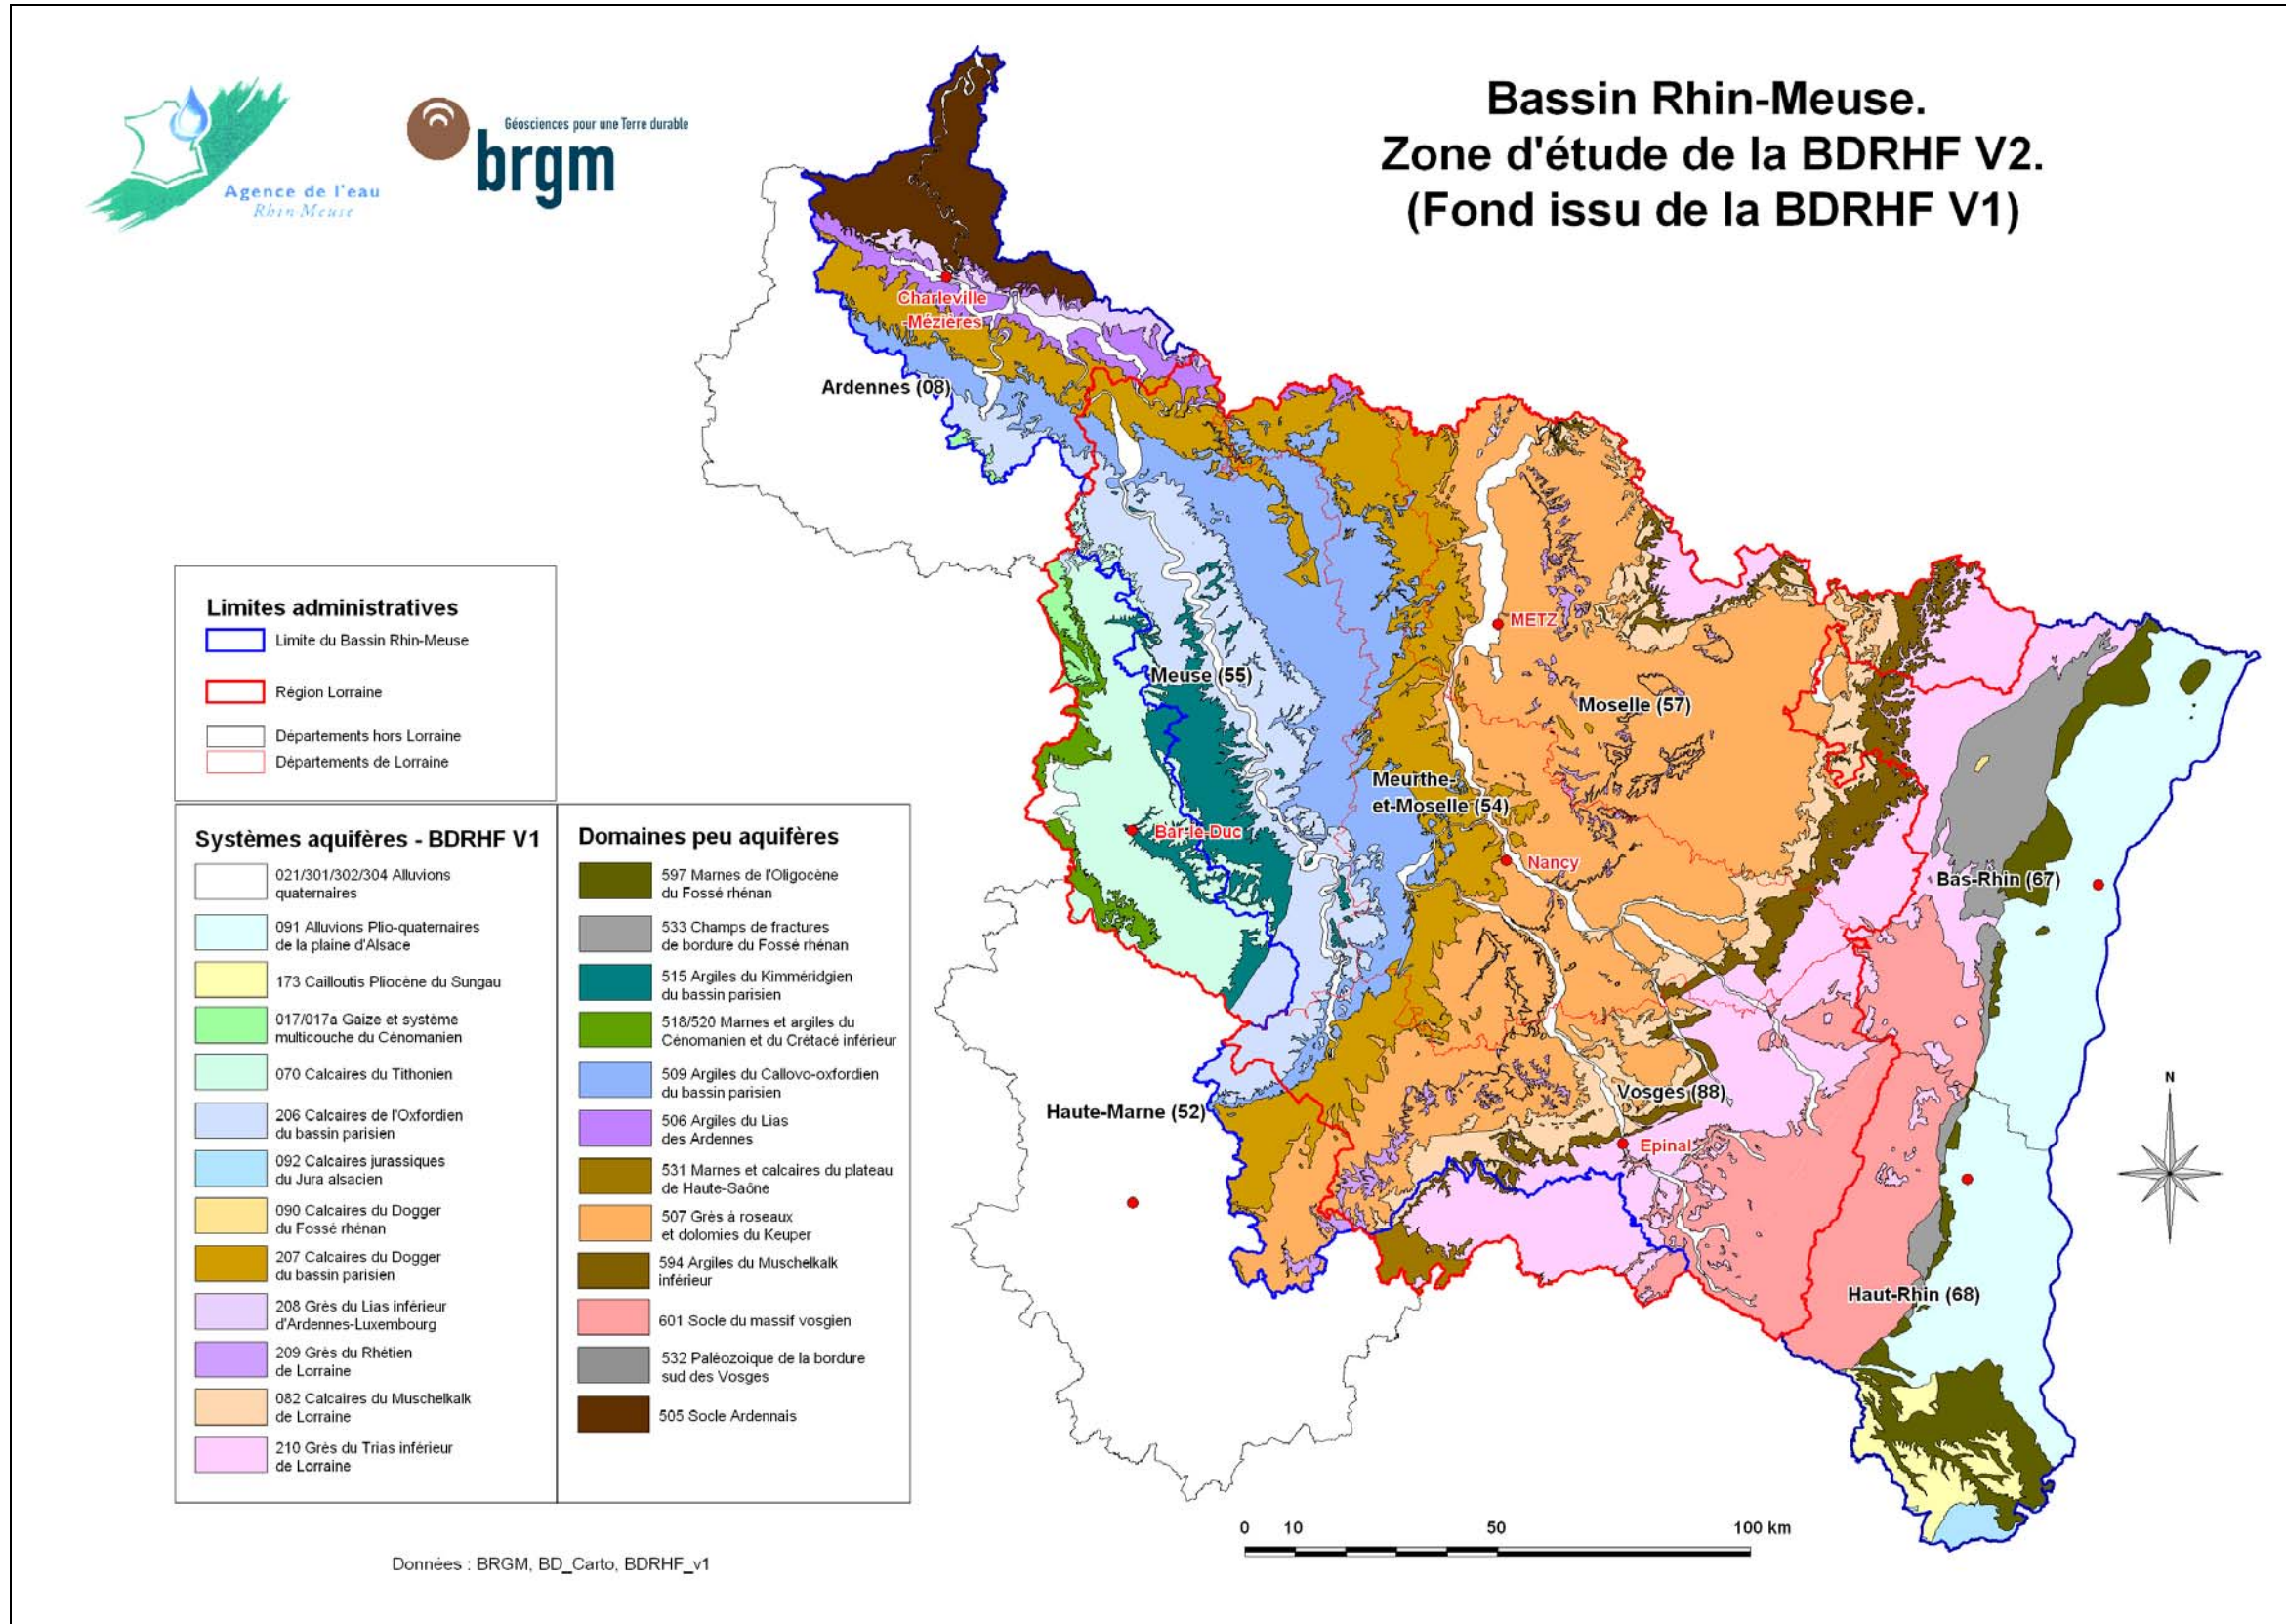 Agence de l'eau
Rhin-Meuse
Géosciences pour une Terre durable
brgm
Bassin Rhin-Meuse.
Zone d'étude de la BDRHF V2.
(Fond issu de la BDRHF V1)
Charleville
-Mézières
Ardennes (08)
METZ
Meuse (55)
Moselle (57)
Meurthe-
et-Moselle (54)
Bar-le-Duc
Nancy
Bas-Rhin (67)
Vosges (88)
Haute-Marne (52)
Epinal
Haut-Rhin (68)
N
Limites administratives
Limite du Bassin Rhin-Meuse
Région Lorraine
Départements hors Lorraine
Départements de Lorraine
Systèmes aquifères - BDRHF V1
021/301/302/304 Alluvions
quaternaires
091 Alluvions Plio-quaternaires
de la plaine d'Alsace
173 Cailloutis Pliocène du Sungau
017/017a Gaize et système
multicouche du Cénomanien
070 Calcaires du Tithonien
206 Calcaires de l'Oxfordien
du bassin parisien
092 Calcaires jurassiques
du Jura alsacien
090 Calcaires du Dogger
du Fossé rhénan
207 Calcaires du Dogger
du bassin parisien
208 Grès du Lias inférieur
d'Ardennes-Luxembourg
209 Grès du Rhétien
de Lorraine
082 Calcaires du Muschelkalk
de Lorraine
210 Grès du Trias inférieur
de Lorraine
Domaines peu aquifères
597 Marnes de l'Oligocène
du Fossé rhénan
533 Champs de fractures
de bordure du Fossé rhénan
515 Argiles du Kimméridgien
du bassin parisien
518/520 Marnes et argiles du
Cénomanien et du Crétacé inférieur
509 Argiles du Callovo-oxfordien
du bassin parisien
506 Argiles du Lias
des Ardennes
531 Marnes et calcaires du plateau
de Haute-Saône
507 Grès à roseaux
et dolomies du Keuper
594 Argiles du Muschelkalk
inférieur
601 Socle du massif vosgien
532 Paléozoique de la bordure
sud des Vosges
505 Socle Ardennais
0 10 50 100 km
Données : BRGM, BD_Carto, BDRHF_v1